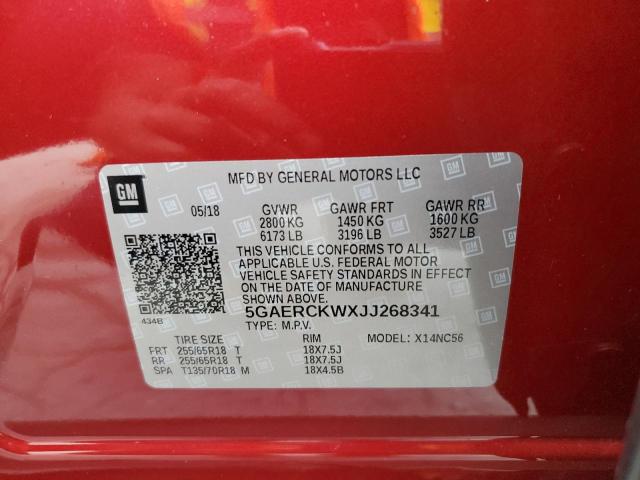 MFD BY GENERAL MOTORS LLC
GM
05/18 GVWR GAWR FRT GAWR RR
2800 KG 1450 KG 1600 KG
6173 LB 3196 LB 3527 LB
THIS VEHICLE CONFORMS TO ALL
APPLICABLE U.S. FEDERAL MOTOR
VEHICLE SAFETY STANDARDS IN EFFECT
ON THE DATE OF MANUFACTURE
SHOWN ABOVE.
5GAERCKWXJJ268341
434B
TYPE: M.P.V.
TIRE SIZE RIM MODEL: X14NC56
FRT 255/65R18 T 18X7.5J
RR 255/65R18 T 18X7.5J
SPA T135/70R18 M 18X4.5B